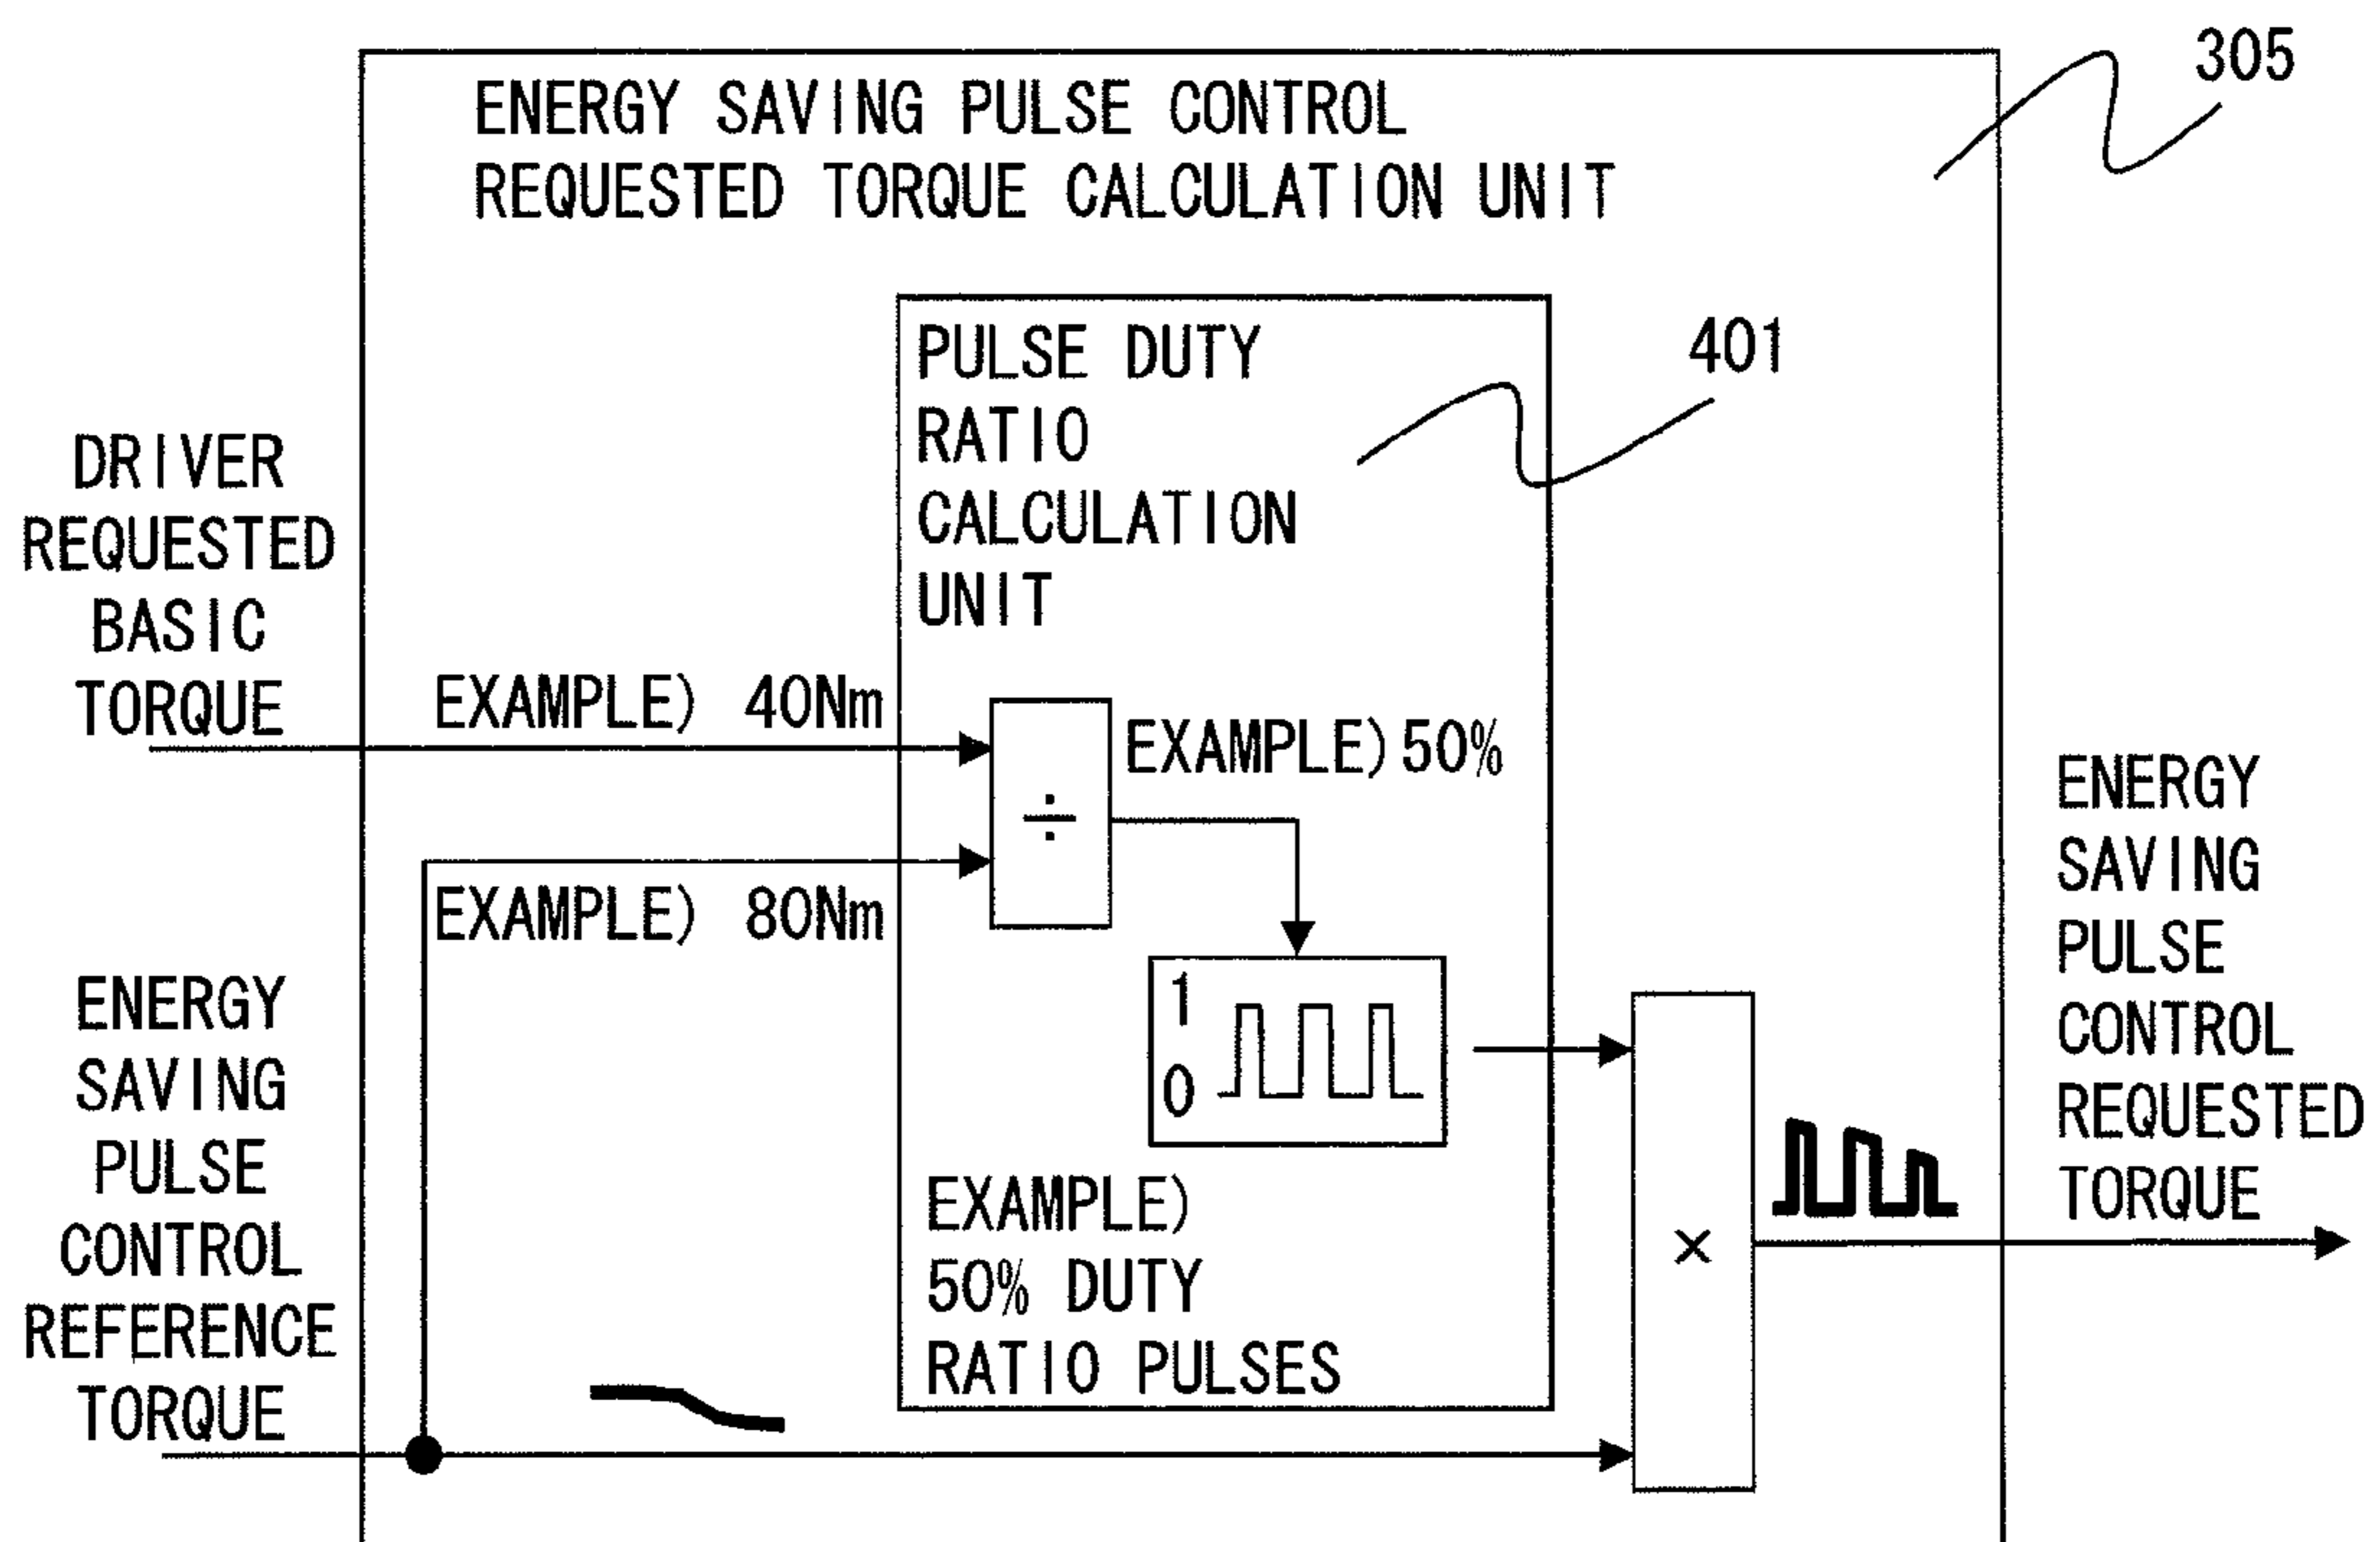 305
ENERGY SAVING PULSE CONTROL
REQUESTED TORQUE CALCULATION UNIT
PULSE DUTY
RATIO
CALCULATION
UNIT
401
DRIVER
REQUESTED
BASIC
TORQUE
EXAMPLE) 40Nm
EXAMPLE) 50%
÷
EXAMPLE) 80Nm
1
0
ENERGY
SAVING
PULSE
CONTROL
REFERENCE
TORQUE
EXAMPLE)
50% DUTY
RATIO PULSES
×
ENERGY
SAVING
PULSE
CONTROL
REQUESTED
TORQUE